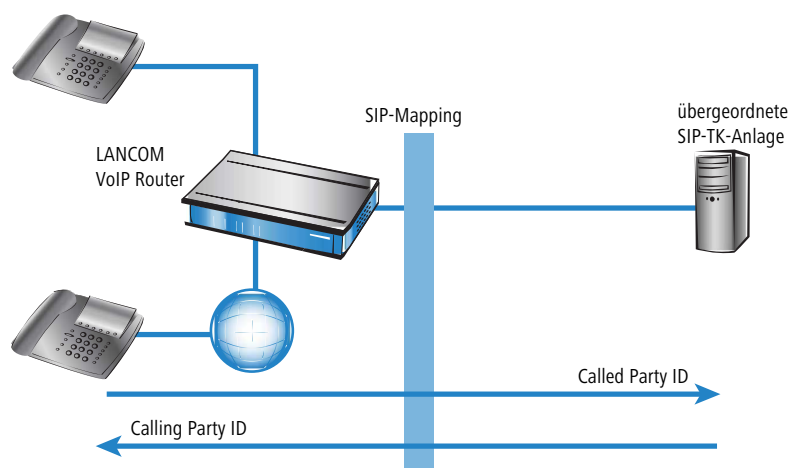 SIP-Mapping
übergeordnete
SIP-TK-Anlage
LANCOM
VoIP Router
Called Party ID
Calling Party ID